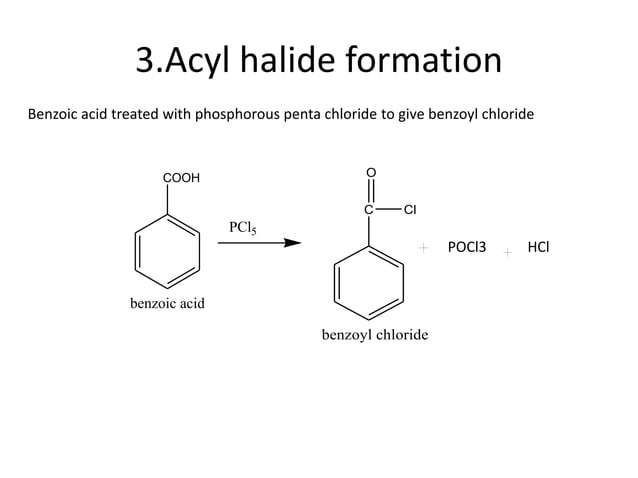 3.Acyl halide formation
Benzoic acid treated with phosphorous penta chloride to give benzoyl chloride
COOH
PCl5
benzoic acid
O
C Cl
+ POCl3 + HCl
benzoyl chloride